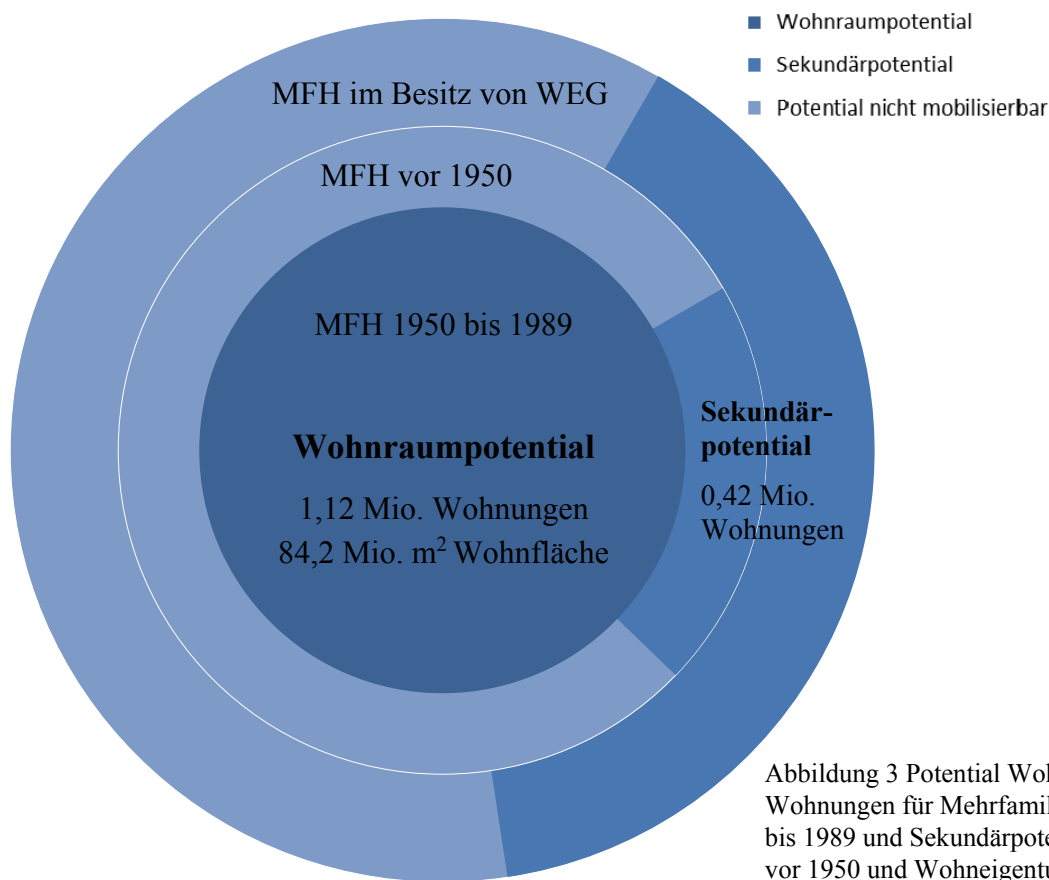 Wohnraumpotential
Sekundärpotential
Potential nicht mobilisierbar
MFH im Besitz von WEG
MFH vor 1950
MFH 1950 bis 1989
Wohnraumpotential
1,12 Mio. Wohnungen
84,2 Mio. m² Wohnfläche
Sekundär-
potential
0,42 Mio.
Wohnungen
Abbildung 3 Potential
Wohnungen für
bis 1989 und
vor 1950 und